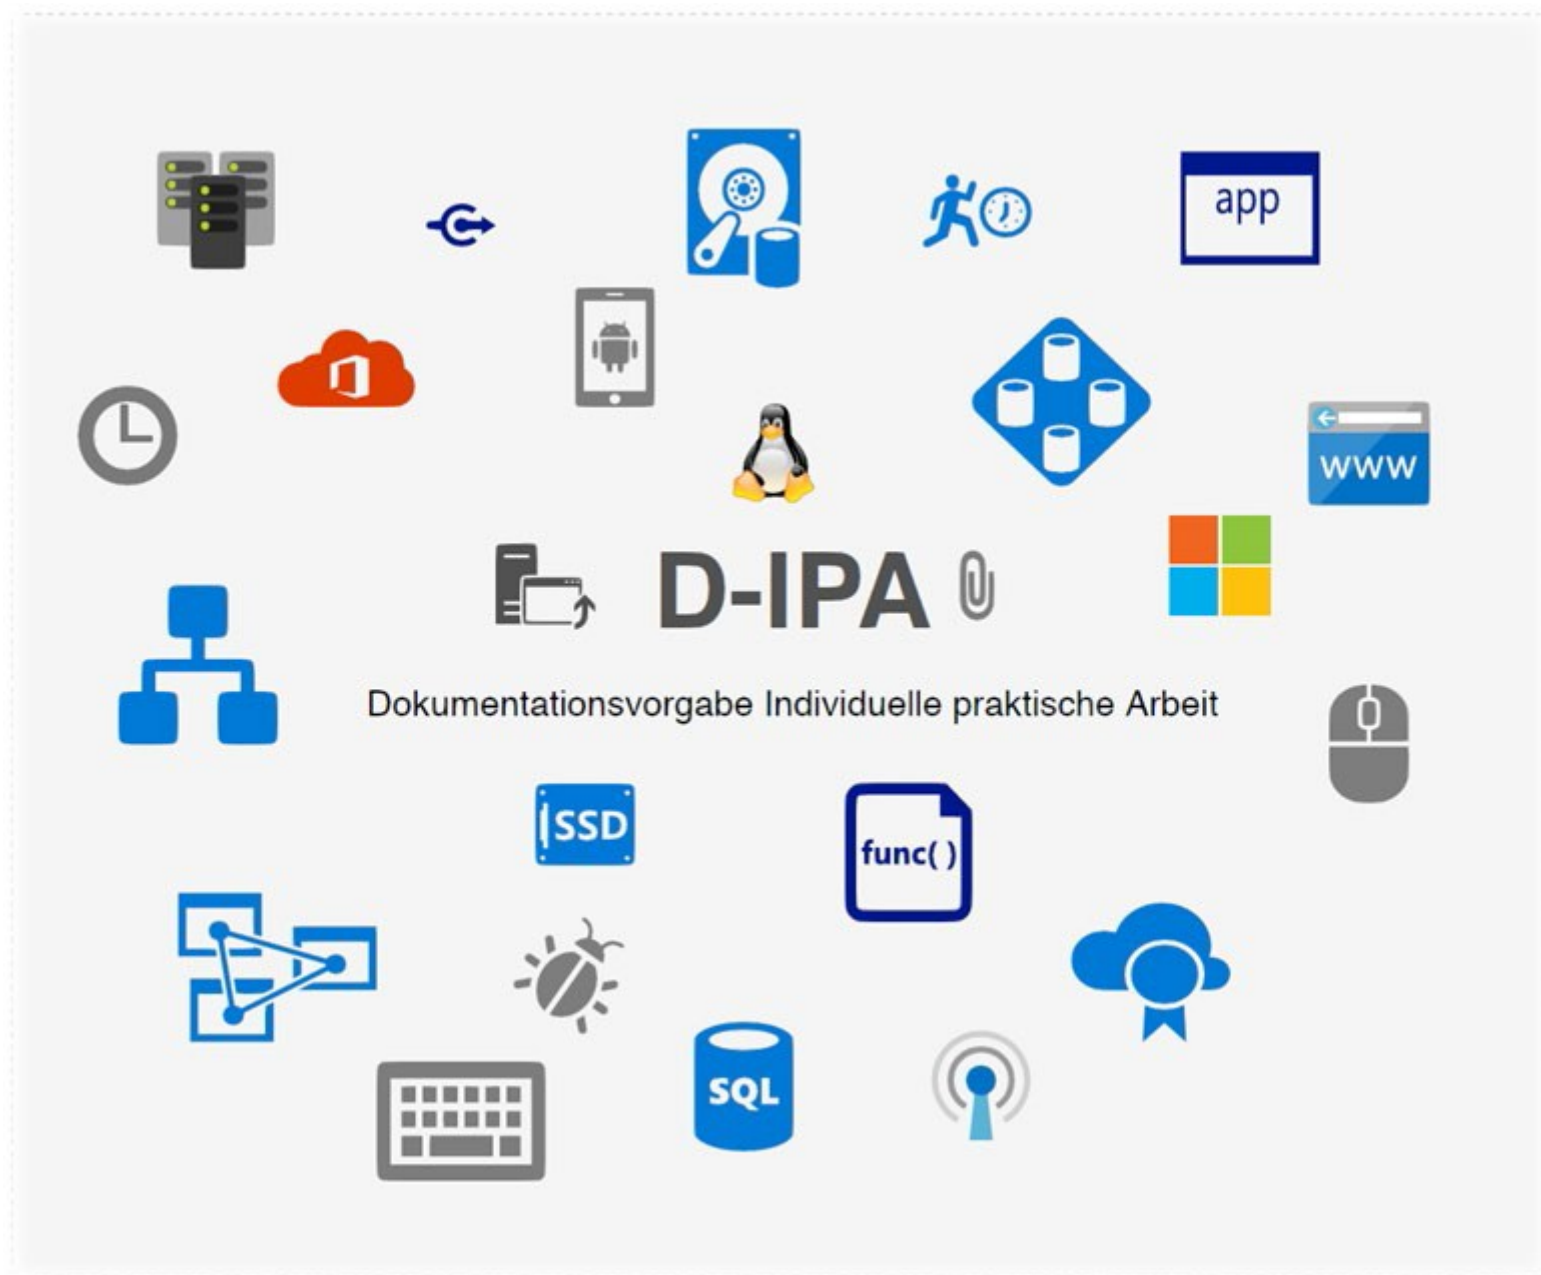 app
www
D-IPA
Dokumentationsvorgabe Individuelle praktische Arbeit
SSD
func( )
SQL